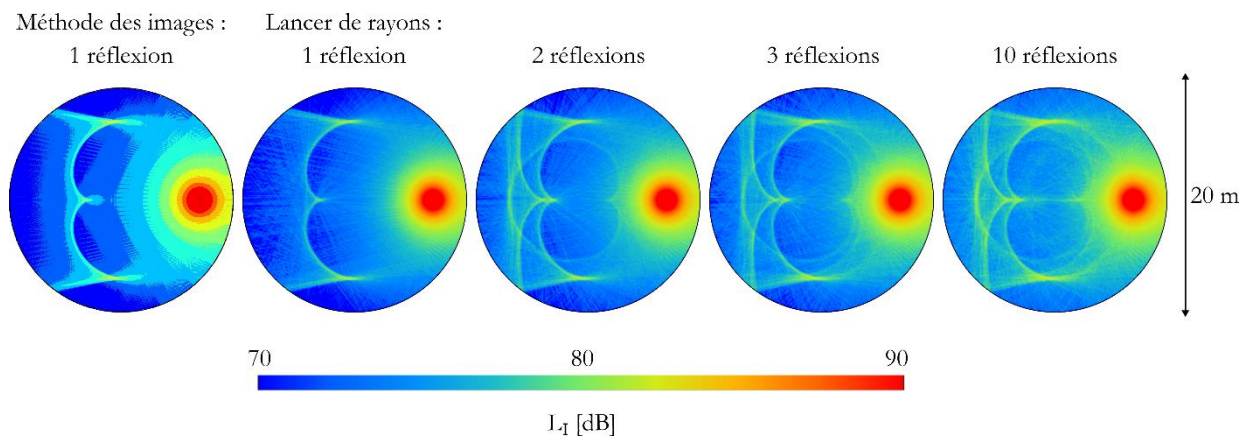 Méthode des images :
1 réflexion
Lancer de rayons :
1 réflexion
2 réflexions
3 réflexions
10 réflexions
20 m
70
80
90
L_I [dB]